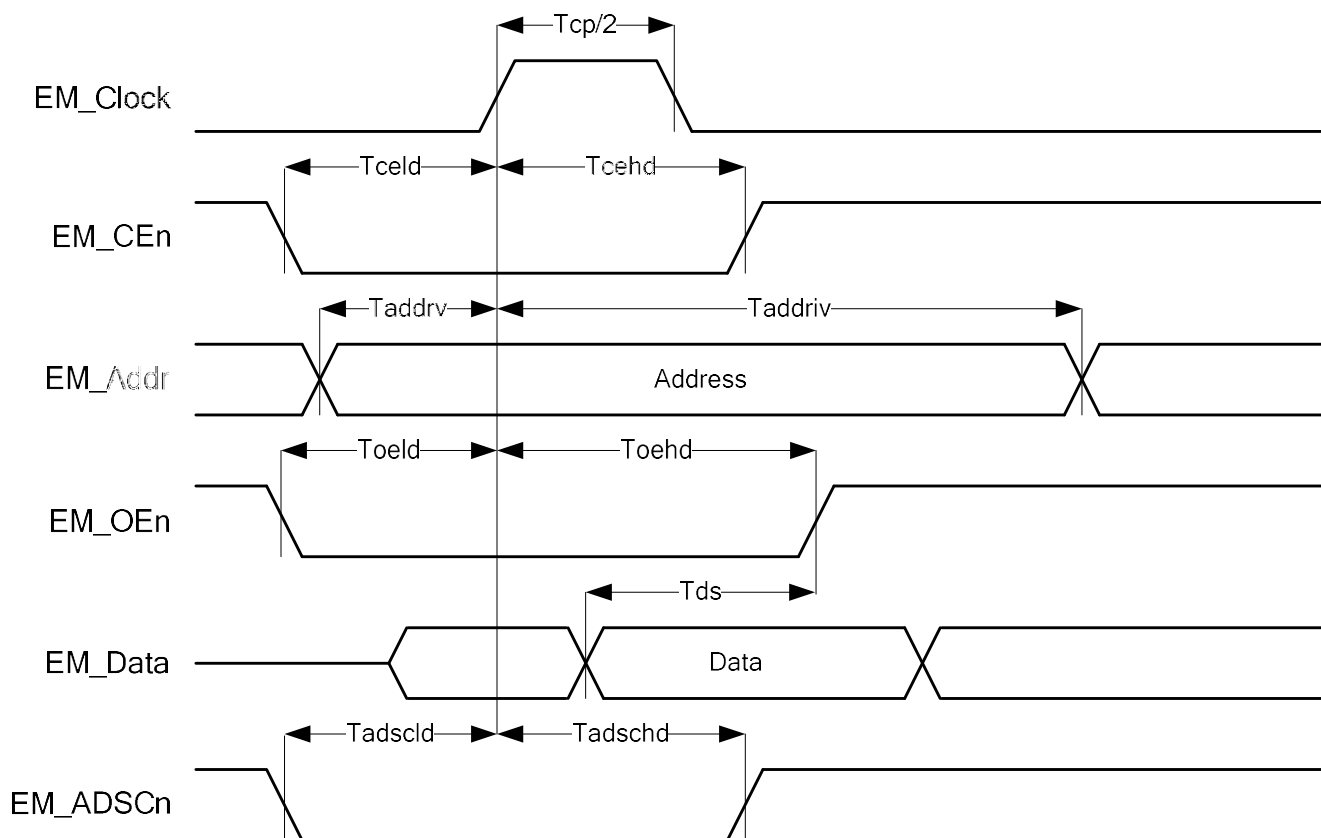 Tcp/2
EM_Clock
Tceld
Tcehd
EM_CEn
Taddrv
Taddriv
EM_Addr
Address
Toeld
Toehd
EM_OEn
Tds
EM_Data
Data
Tadscld
Tadschd
EM_ADSCn